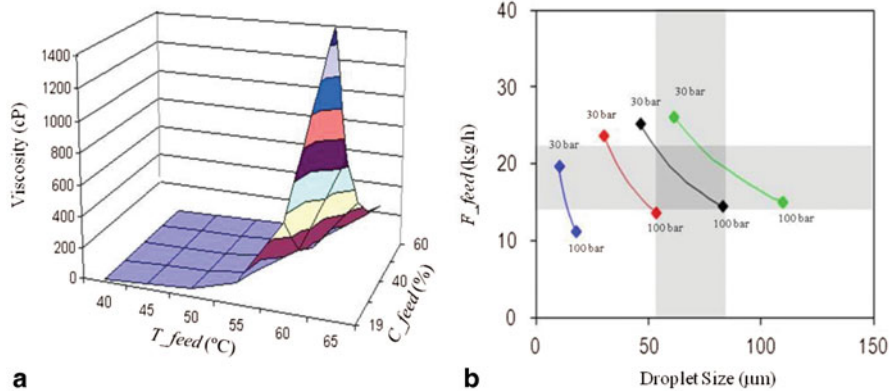 1400
1200
1000
800
600
400
200
0
Viscosity (cP)
40
45
50
55
60
65
T_feed (ºC)
19
40
60
C_feed (%)
a
40
30
20
10
0
F_feed (kg/h)
30 bar
30 bar
30 bar
30 bar
100 bar
100 bar
100 bar
100 bar
0
50
100
150
Droplet Size (µm)
b